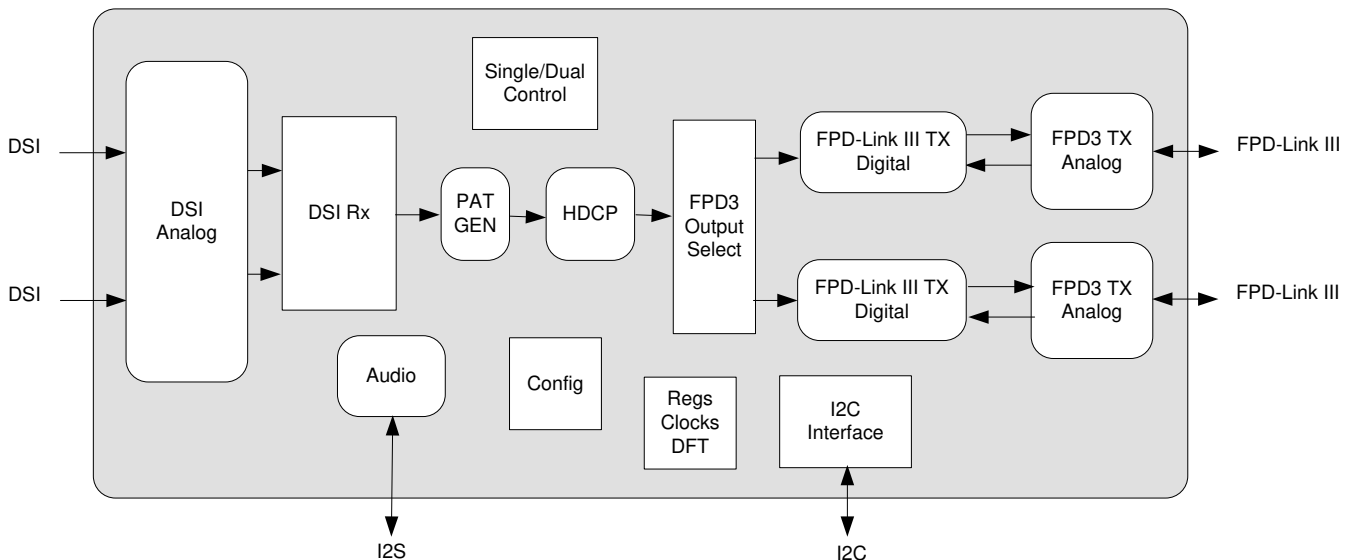 Single/Dual
Control
DSI
DSI
DSI
Analog
DSI Rx
PAT
GEN
HDCP
FPD3
Output
Select
FPD-Link III TX
Digital
FPD3 TX
Analog
FPD-Link III
FPD-Link III TX
Digital
FPD3 TX
Analog
FPD-Link III
Audio
Config
Regs
Clocks
DFT
I2C
Interface
I2S
I2C